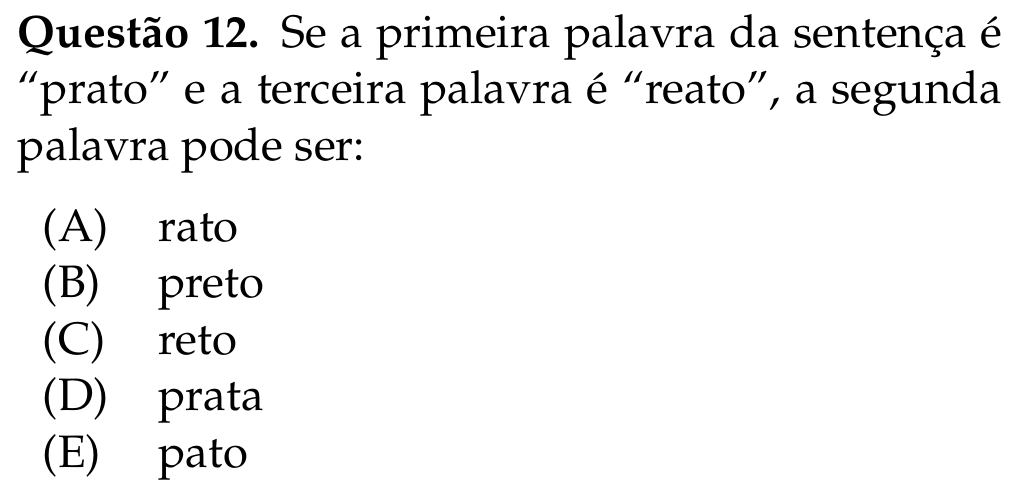 Questão 12. Se a primeira palavra da sentença é
“prato” e a terceira palavra é “reato”, a segunda
palavra pode ser:
(A) rato
(B) preto
(C) reto
(D) prata
(E) pato